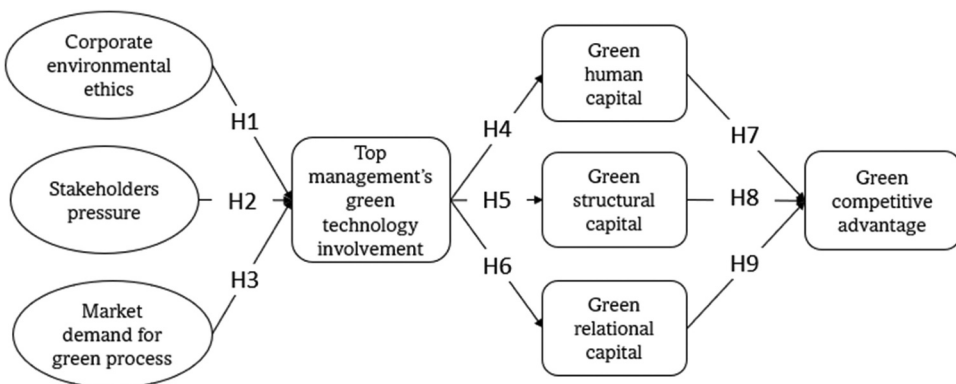 Corporate
environmental
ethics
H1
Stakeholders
pressure
H2
Market
demand for
green process
H3
Top
management's
green
technology
involvement
H4
H5
H6
Green
human
capital
Green
structural
capital
Green
relational
capital
H7
H8
H9
Green
competitive
advantage